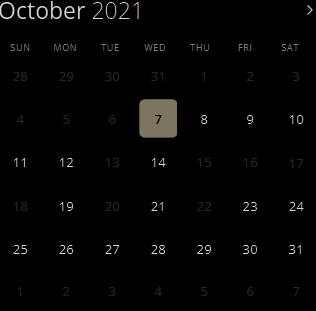 October 2021 >
SUN MON TUE WED THU FRI SAT
28 29 30 31 1 2 3
4 5 6 7 8 9 10
11 12 13 14 15 16 17
18 19 20 21 22 23 24
25 26 27 28 29 30 31
1 2 3 4 5 6 7